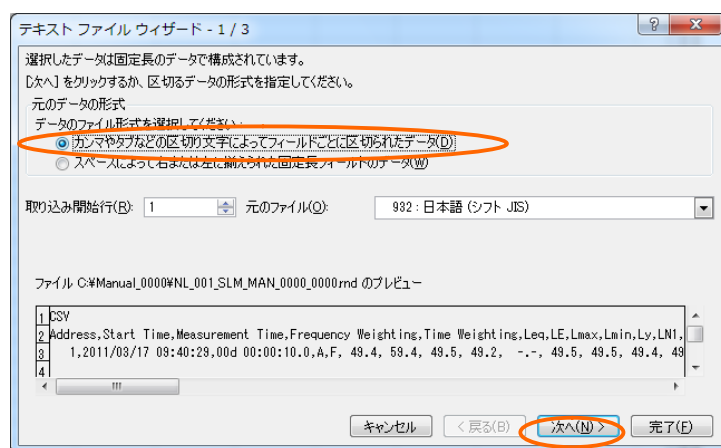 テキスト ファイル ウィザード - 1 / 3
選択したデータは固定長のデータで構成されています。
[次へ] をクリックするか、区切るデータの形式を指定してください。
元のデータの形式
データのファイル形式を選択してください:
カンマやタブなどの区切り文字によってフィールドごとに区切られたデータ(D)
スペースによって右または左に揃えられた固定長フィールドのデータ(W)
取り込み開始行(R): 1 元のファイル(O): 932 : 日本語 (シフト JIS)
ファイル C:¥Manual_0000¥NL_001_SLM_MAN_0000_0000.rnd のプレビュー
1 CSV
2 Address,Start Time,Measurement Time,Frequency Weighting,Time Weighting,Leq,LE,Lmax,Lmin,Ly,LN1,
3 1,2011/03/17 09:40:29,00d 00:00:10.0,A,F, 49.4, 59.4, 49.5, 49.2, -.-, 49.5, 49.5, 49.4, 49
4
キャンセル < 戻る(B) 次へ(N) > 完了(F)